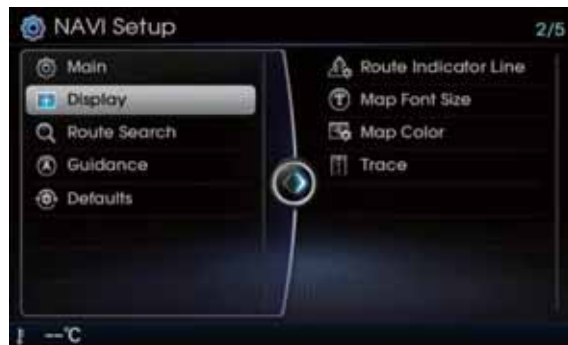 NAVI Setup
2/5
Main
Display
Route Search
Guidance
Defaults
Route Indicator Line
Map Font Size
Map Color
Trace
--°C